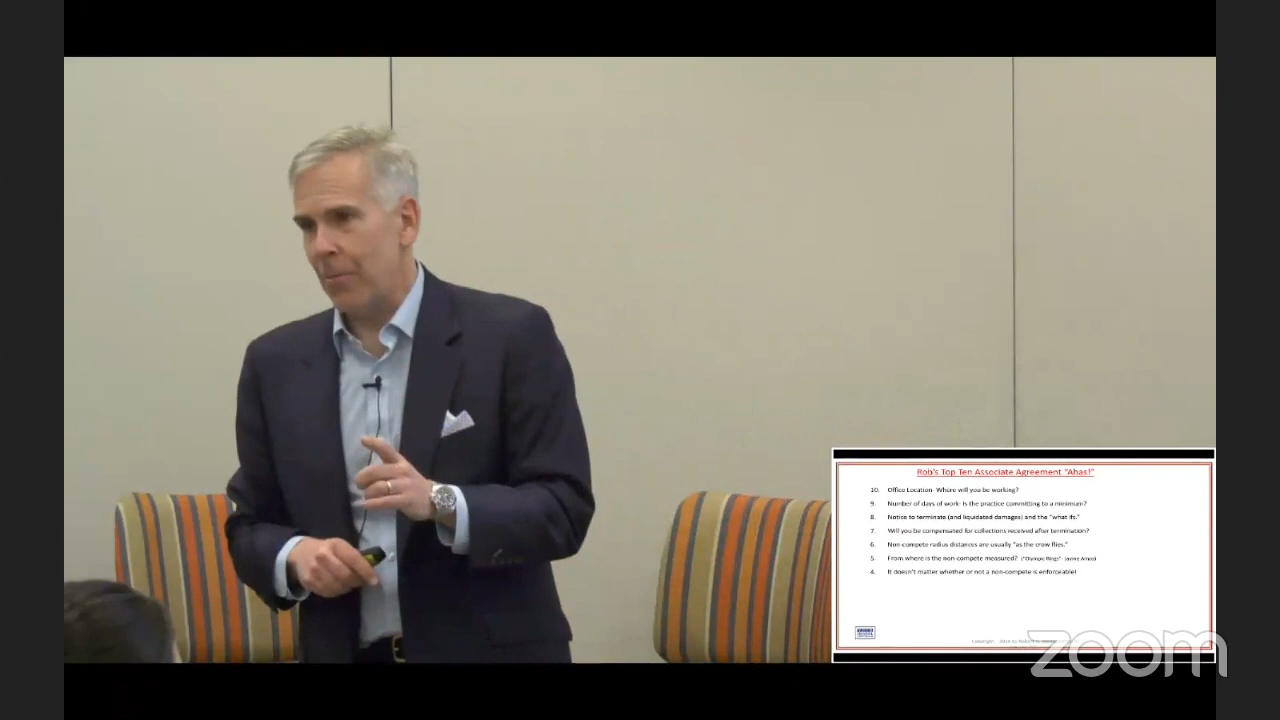 Rob's Top Ten Associate Agreement "Ahas!"
10. Office Location- Where will you be working?
9. Number of days of work- Is the practice committing to a minimum?
8. Notice to terminate (and liquidated damages) and the "what ifs."
7. Will you be compensated for collections received after termination?
6. Non-compete radius distances are usually "as the crow flies."
5. From where is the non-compete measured? ("Olympic Rings"-
4. It doesn't matter whether or not a non-compete is enforceable!
Copyright
zoom